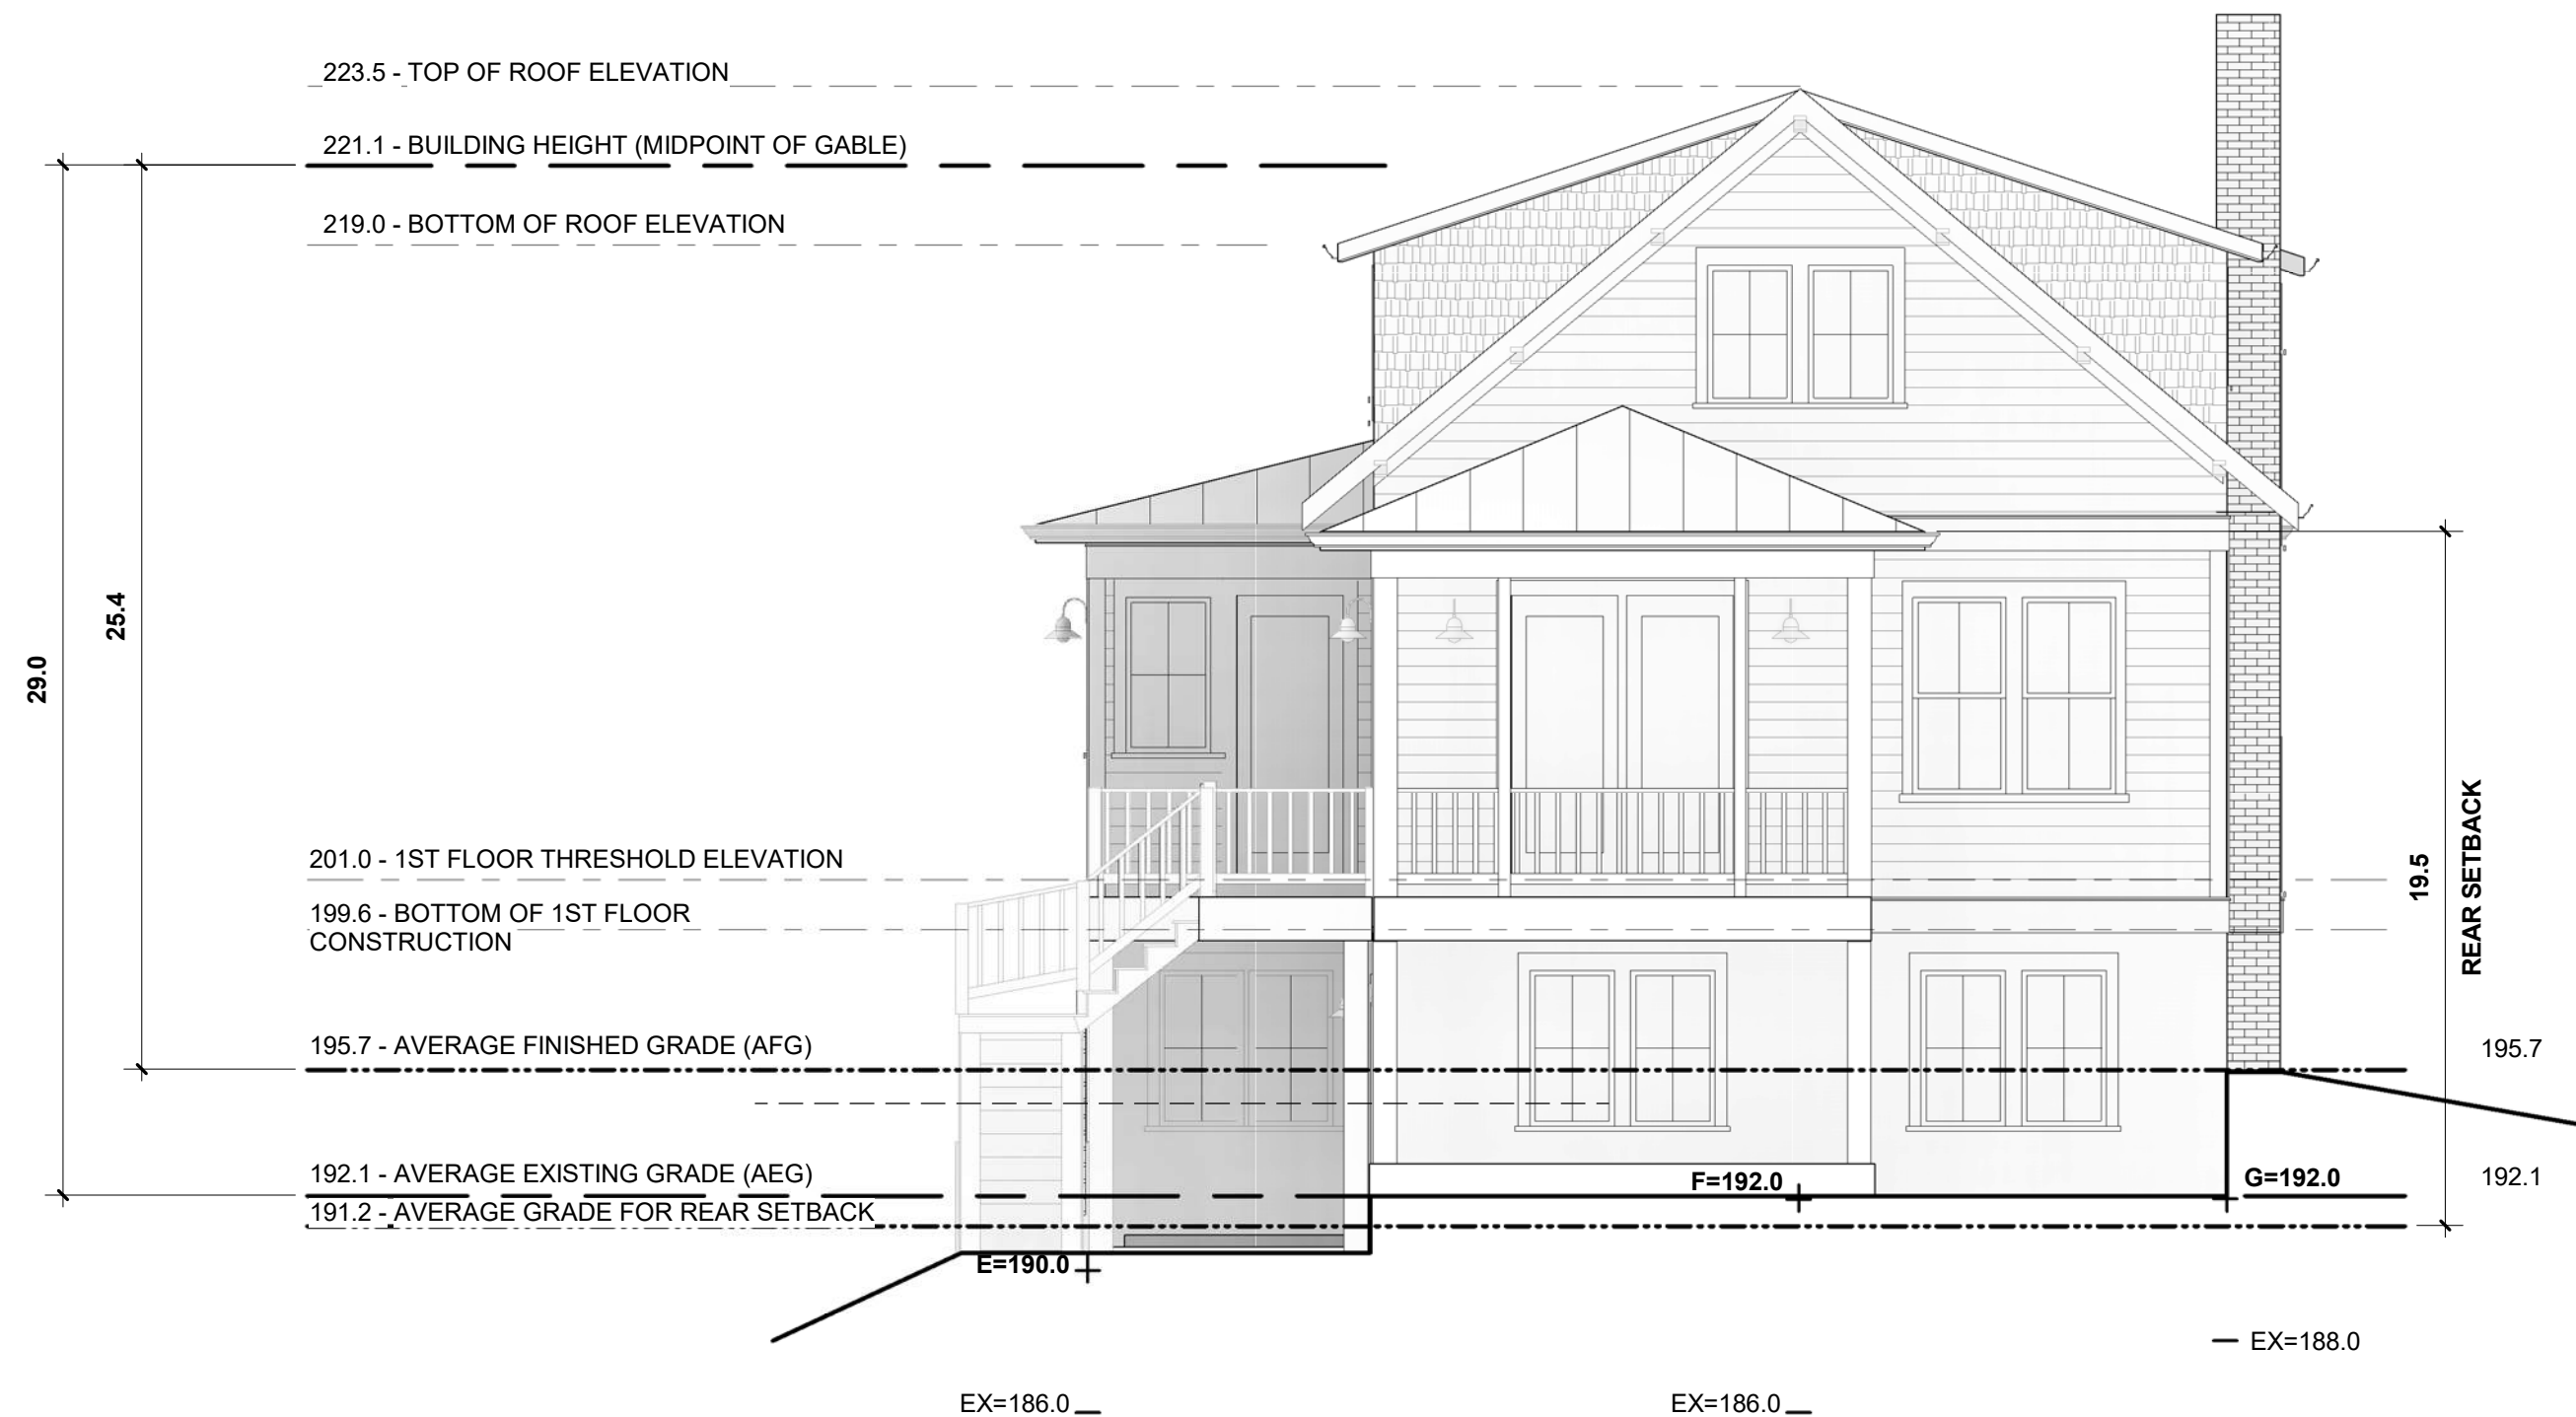 223.5 - TOP OF ROOF ELEVATION
221.1 - BUILDING HEIGHT (MIDPOINT OF GABLE)
219.0 - BOTTOM OF ROOF ELEVATION
25.4
29.0
201.0 - 1ST FLOOR THRESHOLD ELEVATION
199.6 - BOTTOM OF 1ST FLOOR
CONSTRUCTION
19.5
REAR SETBACK
195.7 - AVERAGE FINISHED GRADE (AFG)
195.7
192.1 - AVERAGE EXISTING GRADE (AEG)
F=192.0
G=192.0
192.1
191.2 - AVERAGE GRADE FOR REAR SETBACK
E=190.0
EX=188.0
EX=186.0
EX=186.0